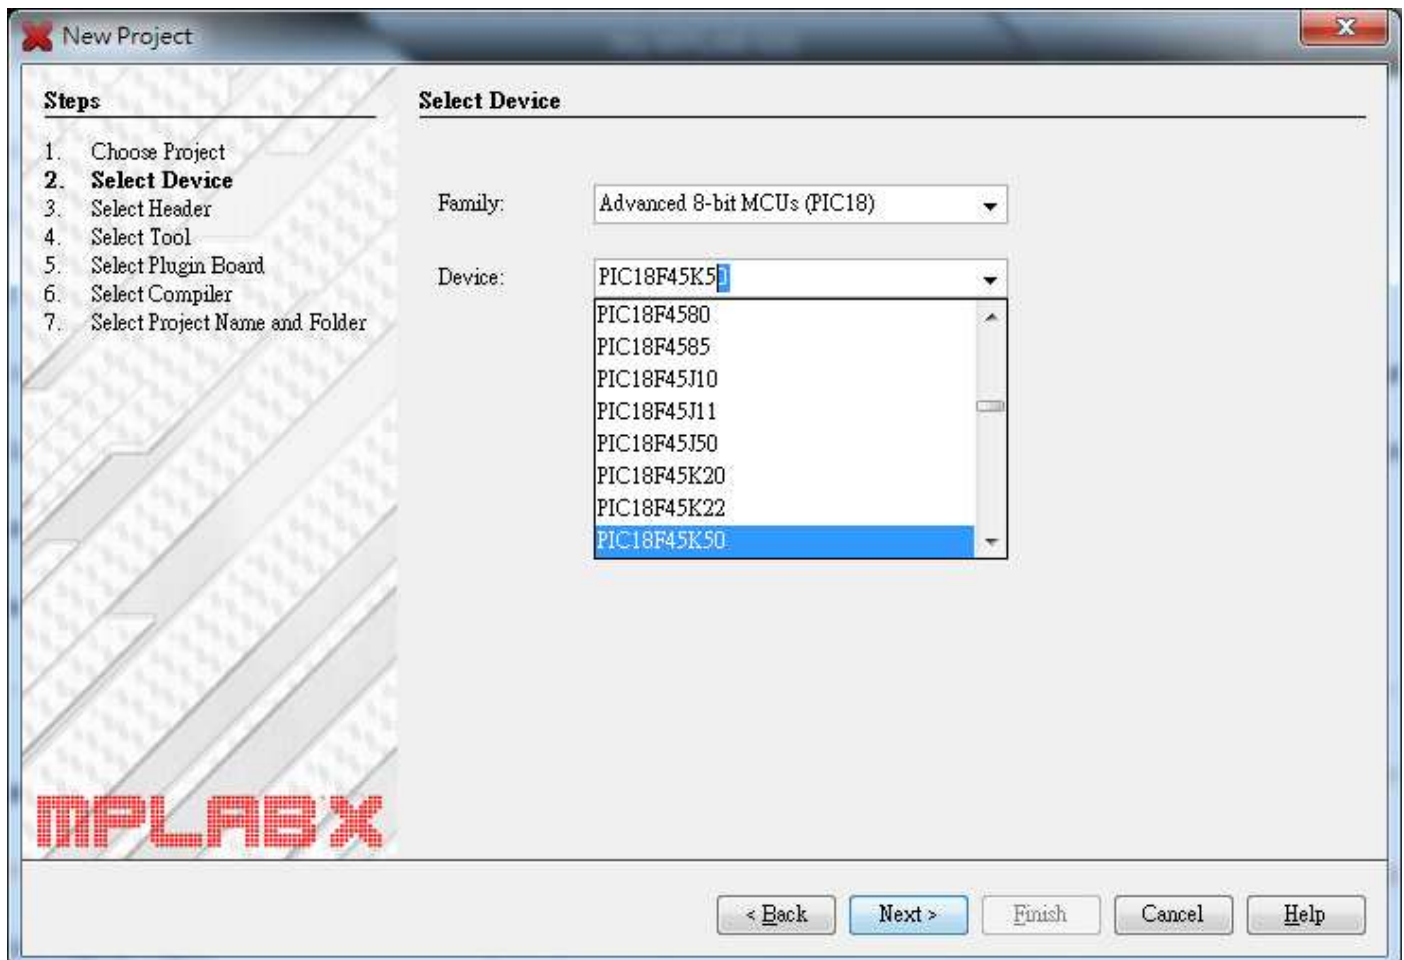 New Project
Steps
1. Choose Project
2. Select Device
3. Select Header
4. Select Tool
5. Select Plugin Board
6. Select Compiler
7. Select Project Name and Folder
MPLABX
Select Device
Family: Advanced 8-bit MCUs (PIC18)
Device: PIC18F45K50
PIC18F4580
PIC18F4585
PIC18F45J10
PIC18F45J11
PIC18F45J50
PIC18F45K20
PIC18F45K22
PIC18F45K50
< Back Next > Finish Cancel Help